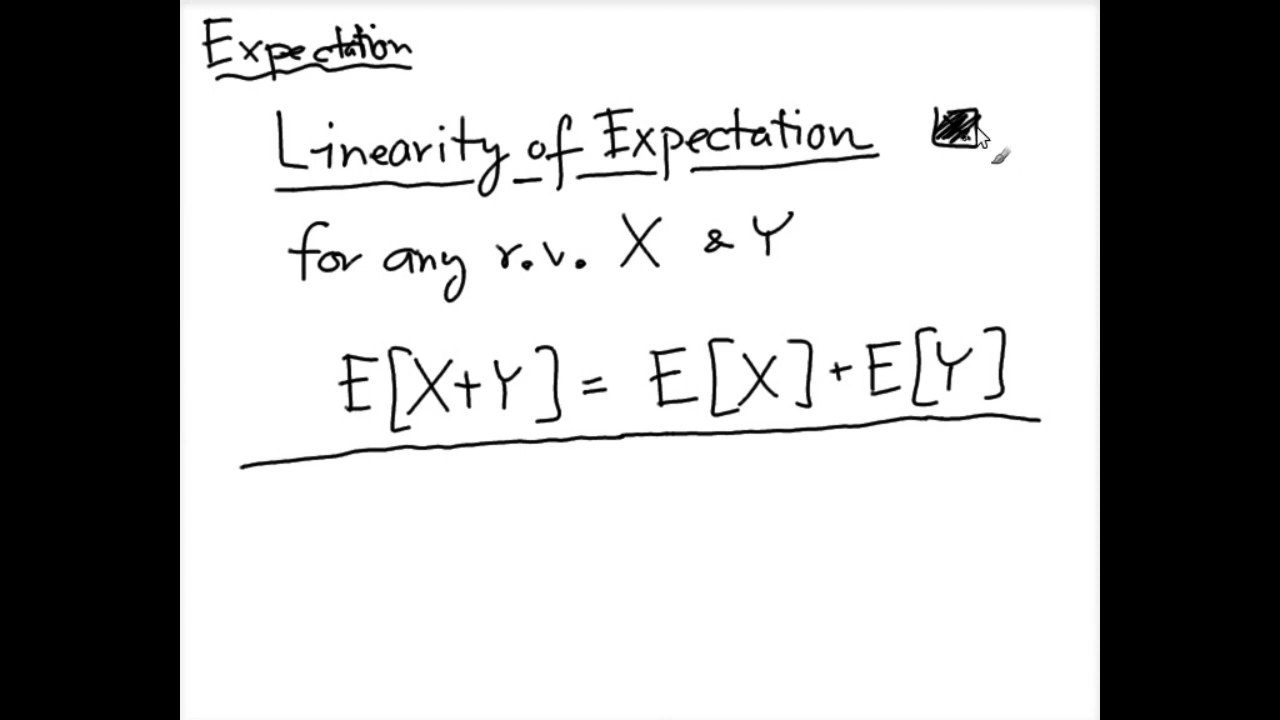 Expectation
Linearity of Expectation
for any r.v. X & Y
E[X+Y] = E[X] + E[Y]